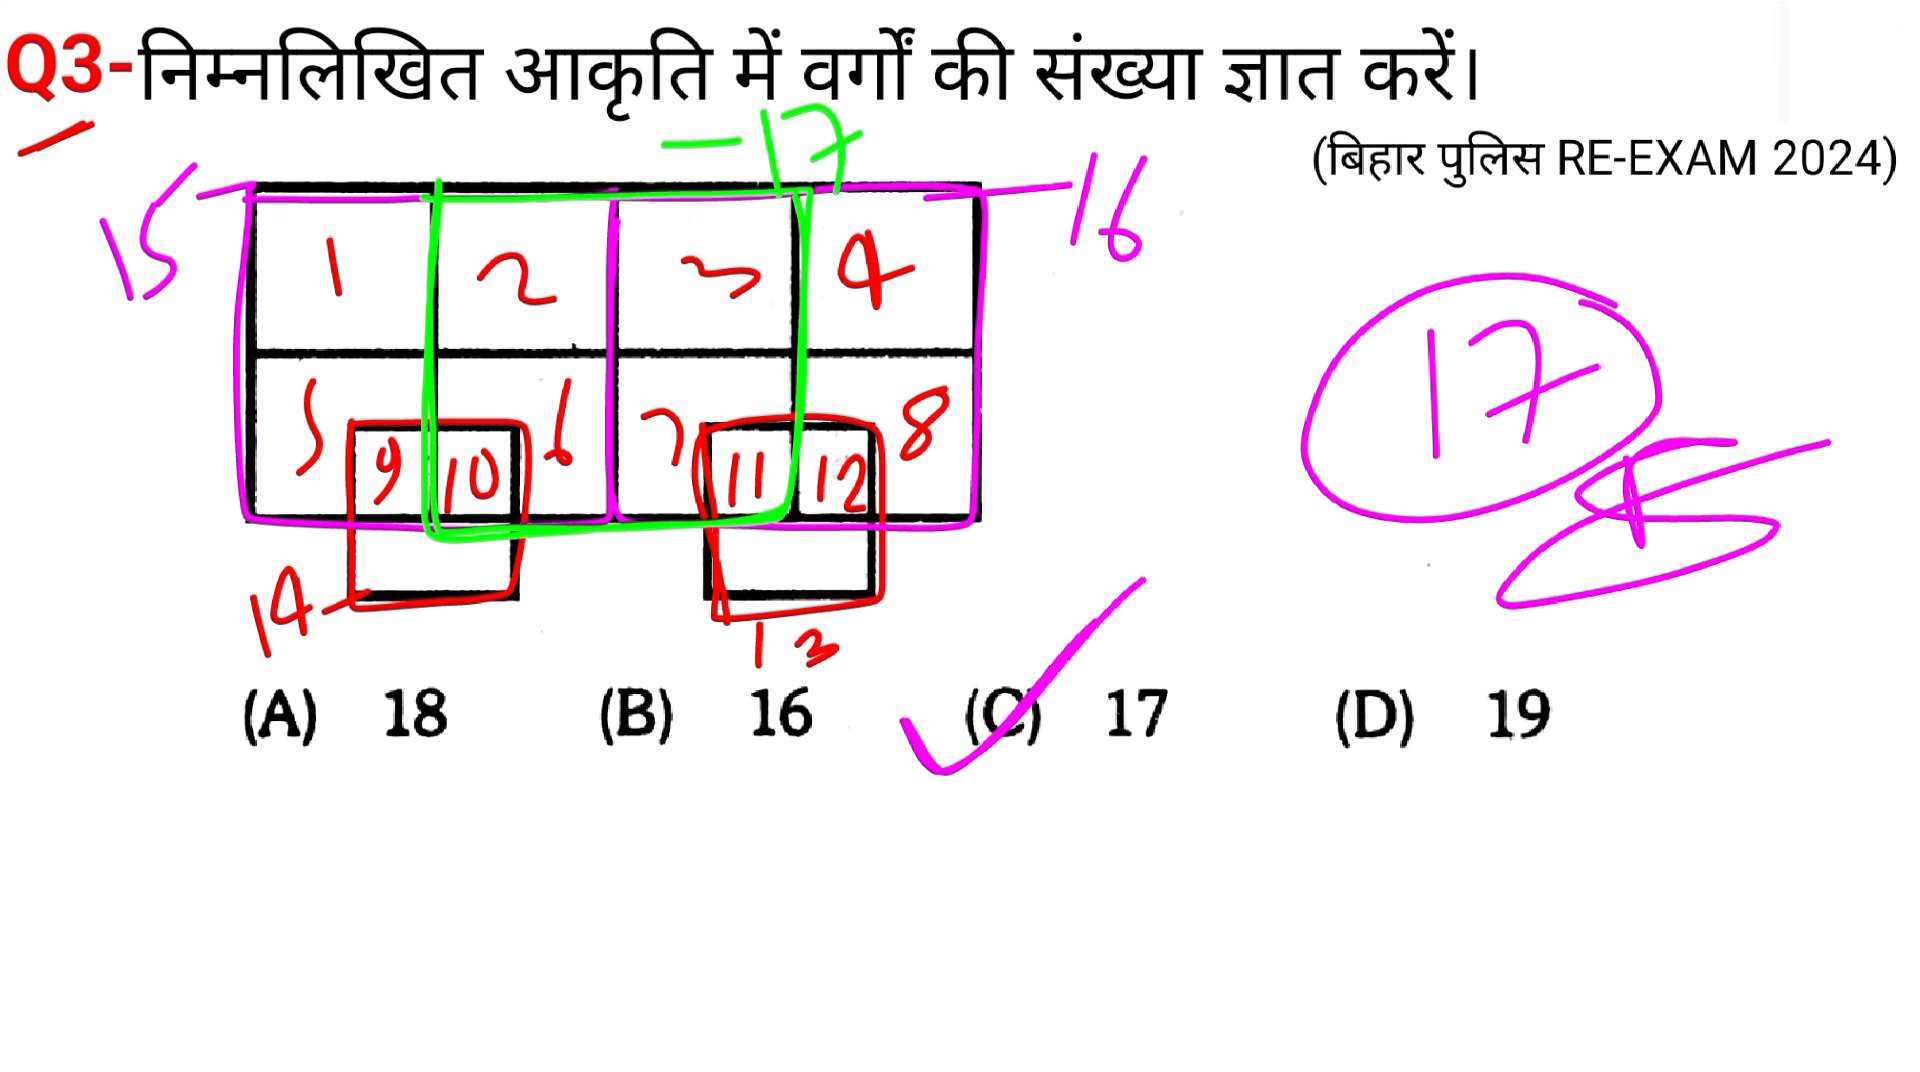 Q3-निम्नलिखित आकृति में वर्गों की संख्या ज्ञात करें।
(बिहार पुलिस RE-EXAM 2024)
-17
15
16
1 2 3 4
5 6 7 8
9 10 11 12
17
14
13
(A) 18 (B) 16 (C) 17 (D) 19